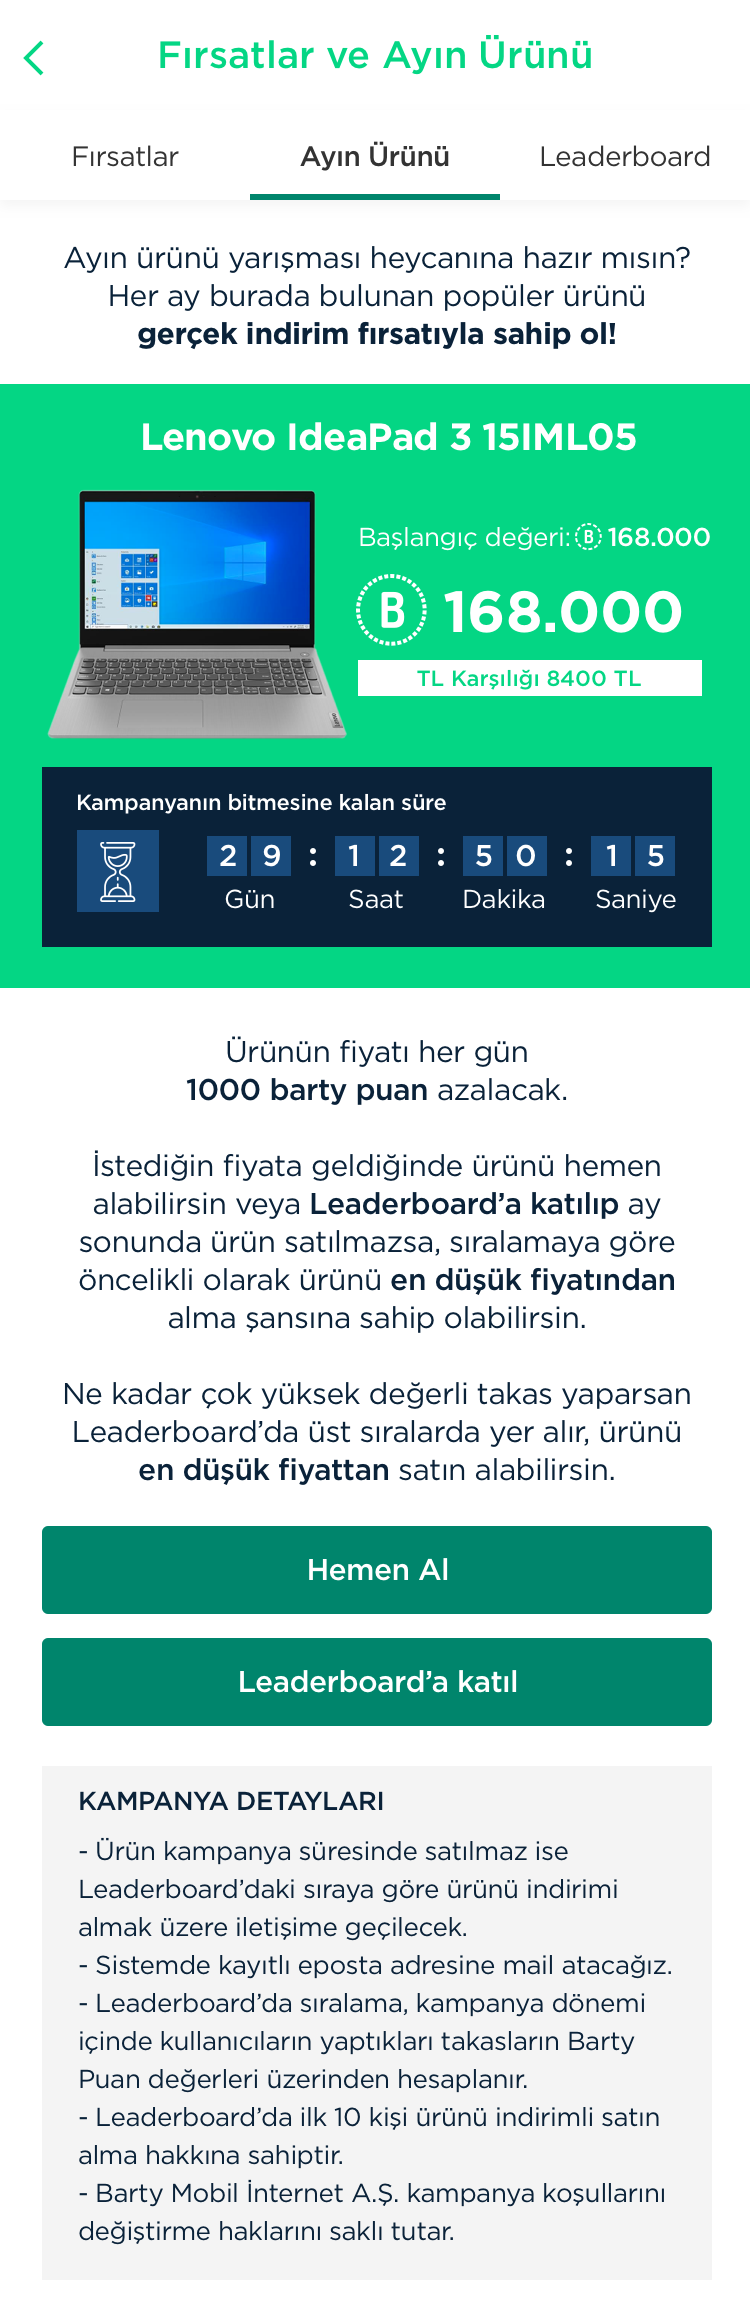 Fırsatlar ve Ayın Ürünü
Fırsatlar
Ayın Ürünü
Leaderboard
Ayın ürünü yarışması heycanına hazır mısın?
Her ay burada bulunan popüler ürünü
gerçek indirim fırsatıyla sahip ol!
Lenovo IdeaPad 3 15IML05
Başlangıç değeri: B 168.000
B 168.000
TL Karşılığı 8400 TL
Kampanyanın bitmesine kalan süre
29 : 12 : 50 : 15
Gün Saat Dakika Saniye
Ürünün fiyatı her gün
1000 barty puan azalacak.
İstediğin fiyata geldiğinde ürünü hemen
alabilirsin veya Leaderboard’a katılıp ay
sonunda ürün satılmazsa, sıralamaya göre
öncelikli olarak ürünü en düşük fiyatından
alma şansına sahip olabilirsin.
Ne kadar çok yüksek değerli takas yaparsan
Leaderboard’da üst sıralarda yer alır, ürünü
en düşük fiyattan satın alabilirsin.
Hemen Al
Leaderboard’a katıl
KAMPANYA DETAYLARI
- Ürün kampanya süresinde satılmaz ise
Leaderboard’daki sıraya göre ürünü indirimi
almak üzere iletişime geçilecek.
- Sistemde kayıtlı eposta adresine mail atacağız.
- Leaderboard’da sıralama, kampanya dönemi
içinde kullanıcıların yaptıkları takasların Barty
Puan değerleri üzerinden hesaplanır.
- Leaderboard’da ilk 10 kişi ürünü indirimli satın
alma hakkına sahiptir.
- Barty Mobil İnternet A.Ş. kampanya koşullarını
değiştirme haklarını saklı tutar.